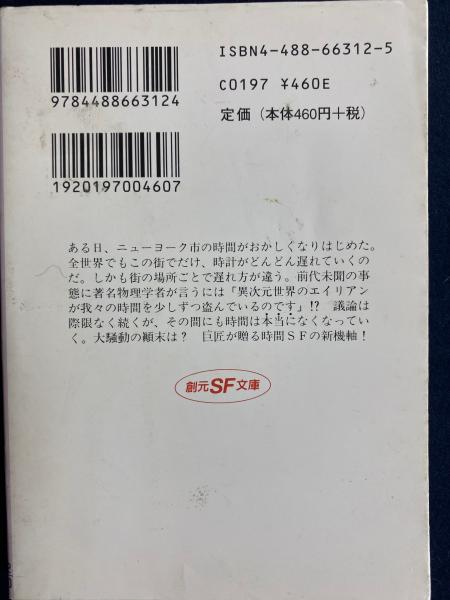 ISBN4-488-66312-5
C0197 ¥460E
定価（本体460円＋税）
9784488663124
1920197004607
ある日、ニューヨーク市の時間がおかしくなりはじめた。
全世界でもこの街でだけ、時計がどんどん遅れていくの
だ。しかも街の場所ごとで遅れ方が違う。前代未聞の事
態に著名物理学者が言うには「異次元世界のエイリアン
が我々の時間を少しずつ盗んでいるのです」!?　議論は
際限なく続くが、その間にも時間は本当になくなってい
く。大騒動の顚末は？　巨匠が贈る時間ＳＦの新機軸！
創元SF文庫